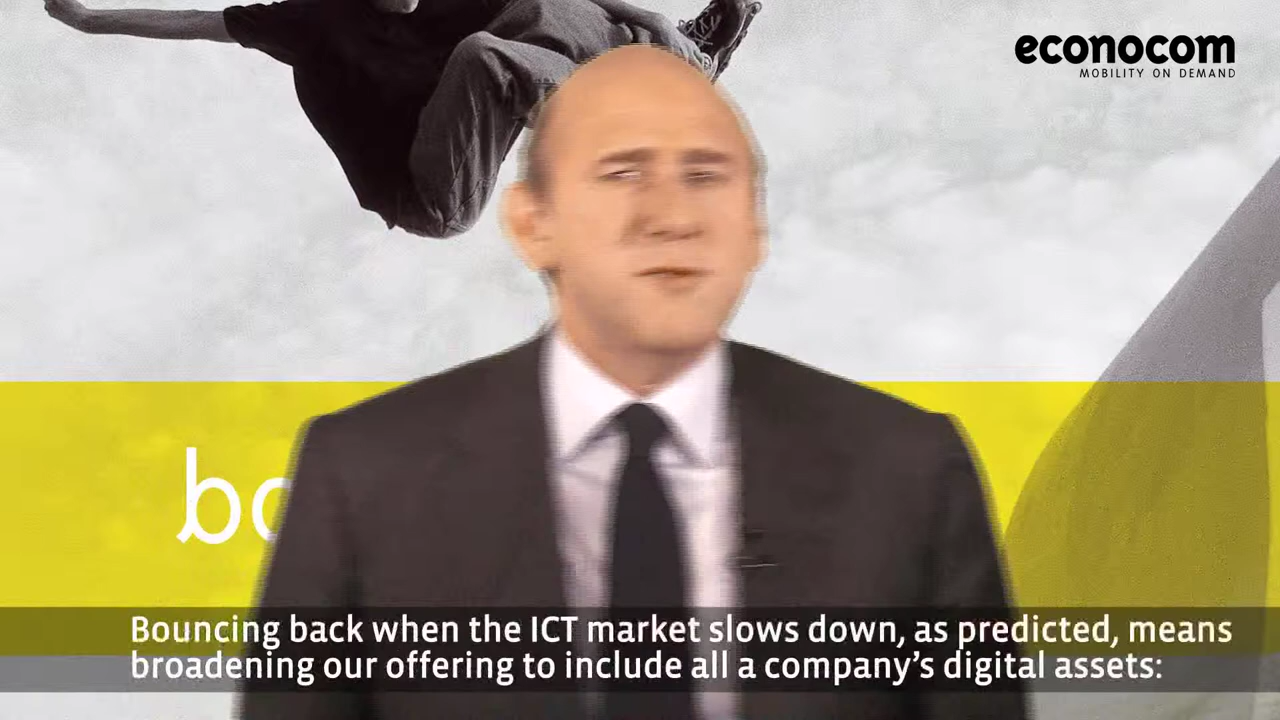 econocom
MOBILITY ON DEMAND
bo
Bouncing back when the ICT market slows down, as predicted, means
broadening our offering to include all a company's digital assets: